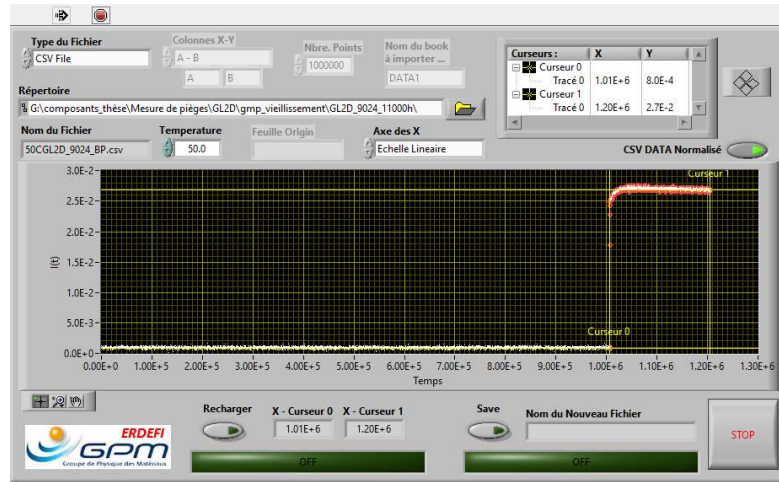 Type du Fichier
CSV File
Colonnes X-Y
A - B
A B
Nbre. Points
1000000
Nom du book
à importer ...
DATA1
Curseurs : X Y
Curseur 0
Tracé 0 1.01E+6 8.0E-4
Curseur 1
Tracé 0 1.20E+6 2.7E-2
Répertoire
G:\composants_thèse\Mesure de pièges\GL2D\gmp_vieillissement\GL2D_9024_11000h\
Nom du Fichier
50CGL2D_9024_BP.csv
Temperature
50.0
Feuille Origin
Axe des X
Echelle Lineaire
CSV DATA Normalisé
3.0E-2
2.5E-2
2.0E-2
1.5E-2
1.0E-2
5.0E-3
0.0E+0
I(t)
Curseur 1
Curseur 0
0.00E+0 1.00E+5 2.00E+5 3.00E+5 4.00E+5 5.00E+5 6.00E+5 7.00E+5 8.00E+5 9.00E+5 1.00E+6 1.10E+6 1.20E+6 1.30E+6
Temps
ERDEFI
GPM
Groupe de Physique des Matériaux
Recharger
X - Curseur 0 X - Curseur 1
1.01E+6 1.20E+6
OFF
Save
Nom du Nouveau Fichier
OFF
STOP